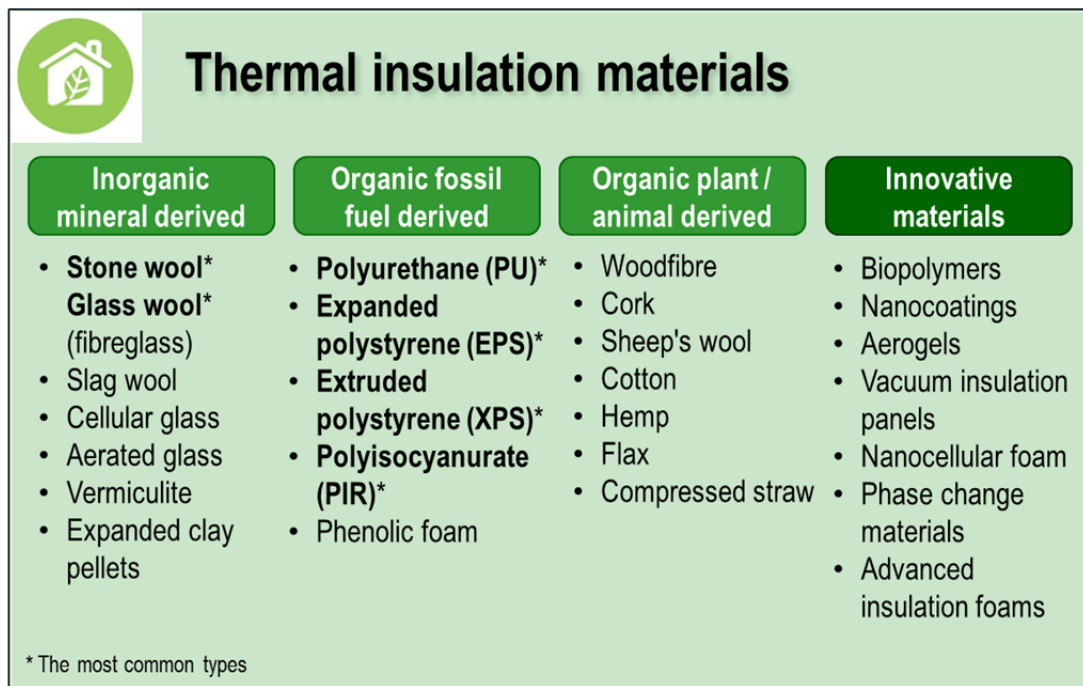 Thermal insulation materials
Inorganic
mineral derived
• Stone wool*
Glass wool*
(fibreglass)
• Slag wool
• Cellular glass
• Aerated glass
• Vermiculite
• Expanded clay
pellets
Organic fossil
fuel derived
• Polyurethane (PU)*
• Expanded
polystyrene (EPS)*
• Extruded
polystyrene (XPS)*
• Polyisocyanurate
(PIR)*
• Phenolic foam
Organic plant /
animal derived
• Woodfibre
• Cork
• Sheep's wool
• Cotton
• Hemp
• Flax
• Compressed straw
Innovative
materials
• Biopolymers
• Nanocoatings
• Aerogels
• Vacuum insulation
panels
• Nanocellular foam
• Phase change
materials
• Advanced
insulation foams
* The most common types